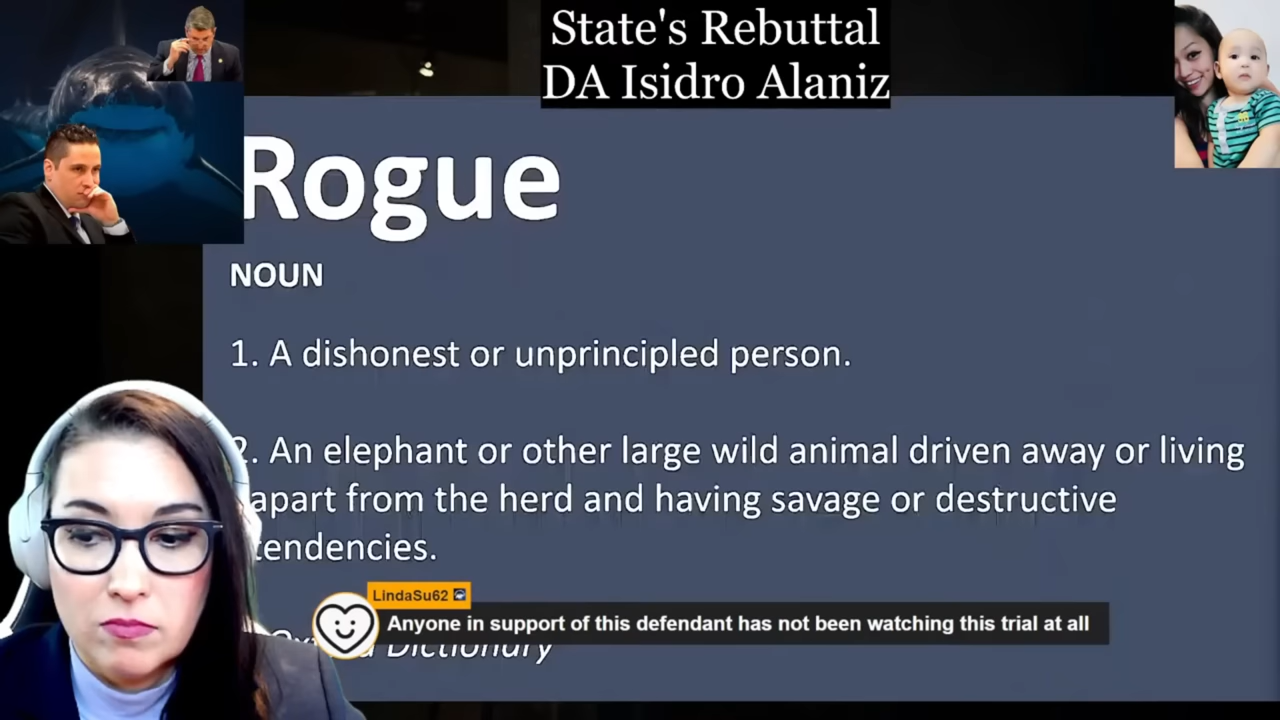 State's Rebuttal
DA Isidro Alaniz
Rogue
NOUN
1. A dishonest or unprincipled person.
2. An elephant or other large wild animal driven away or living
apart from the herd and having savage or destructive
tendencies.
LindaSu62
Anyone in support of this defendant has not been watching this trial at all
Dictionary